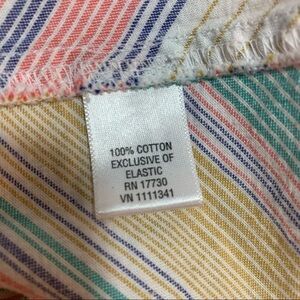 100% COTTON
EXCLUSIVE OF
ELASTIC
RN 17730
VN 1111341